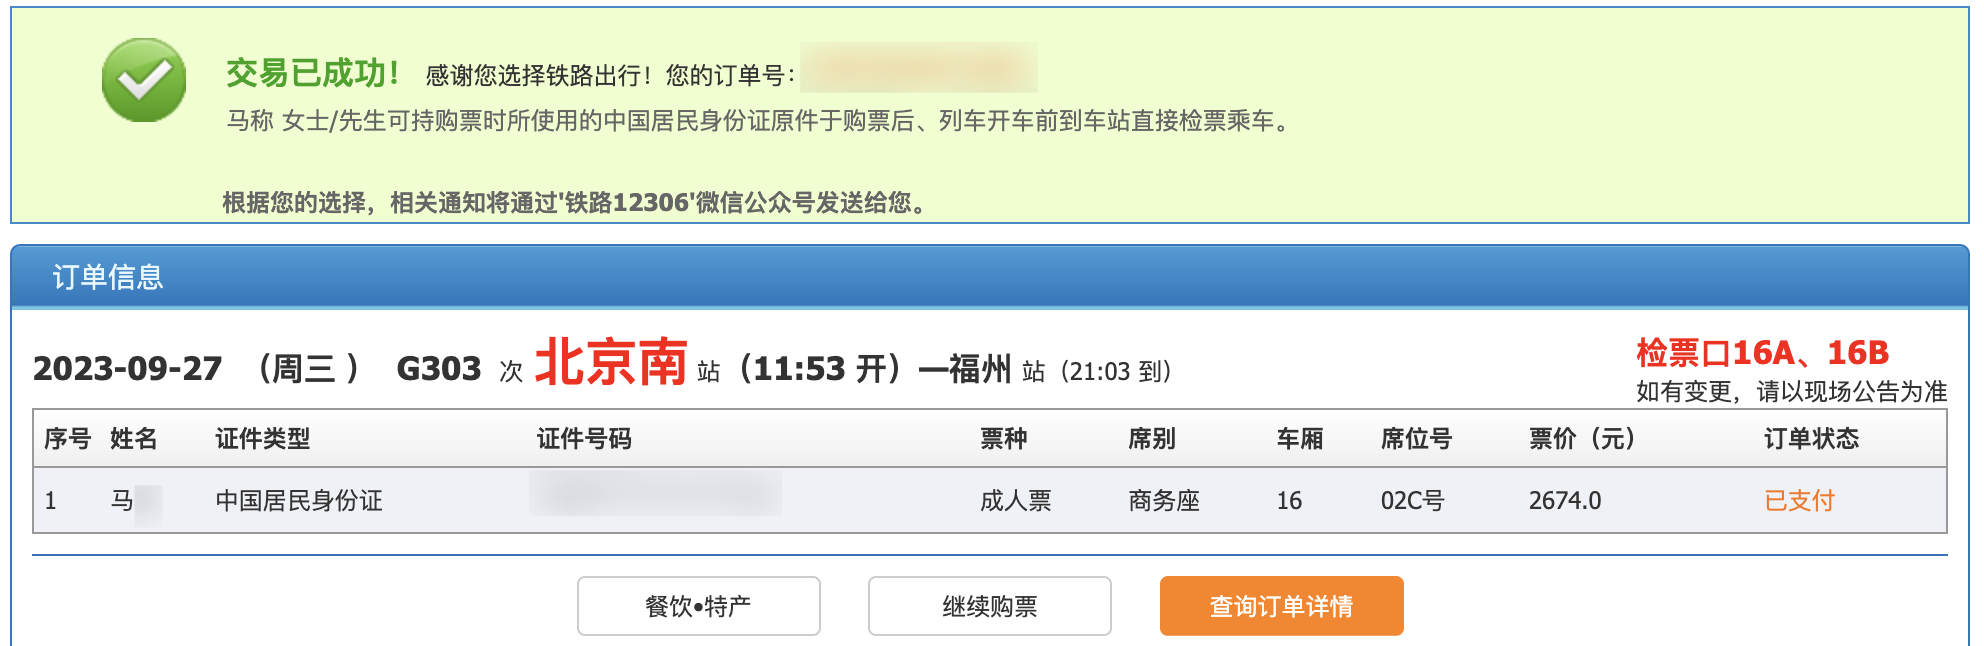 交易已成功！ 感谢您选择铁路出行！您的订单号：
马称 女士/先生可持购票时所使用的中国居民身份证原件于购票后、列车开车前到车站直接检票乘车。
根据您的选择，相关通知将通过'铁路12306'微信公众号发送给您。
订单信息
2023-09-27 （周三 ） G303 次 北京南 站（11:53 开）—福州 站（21:03 到）
检票口16A、16B
如有变更，请以现场公告为准
序号 姓名 证件类型 证件号码 票种 席别 车厢 席位号 票价（元） 订单状态
1 马 中国居民身份证 成人票 商务座 16 02C号 2674.0 已支付
餐饮•特产 继续购票 查询订单详情